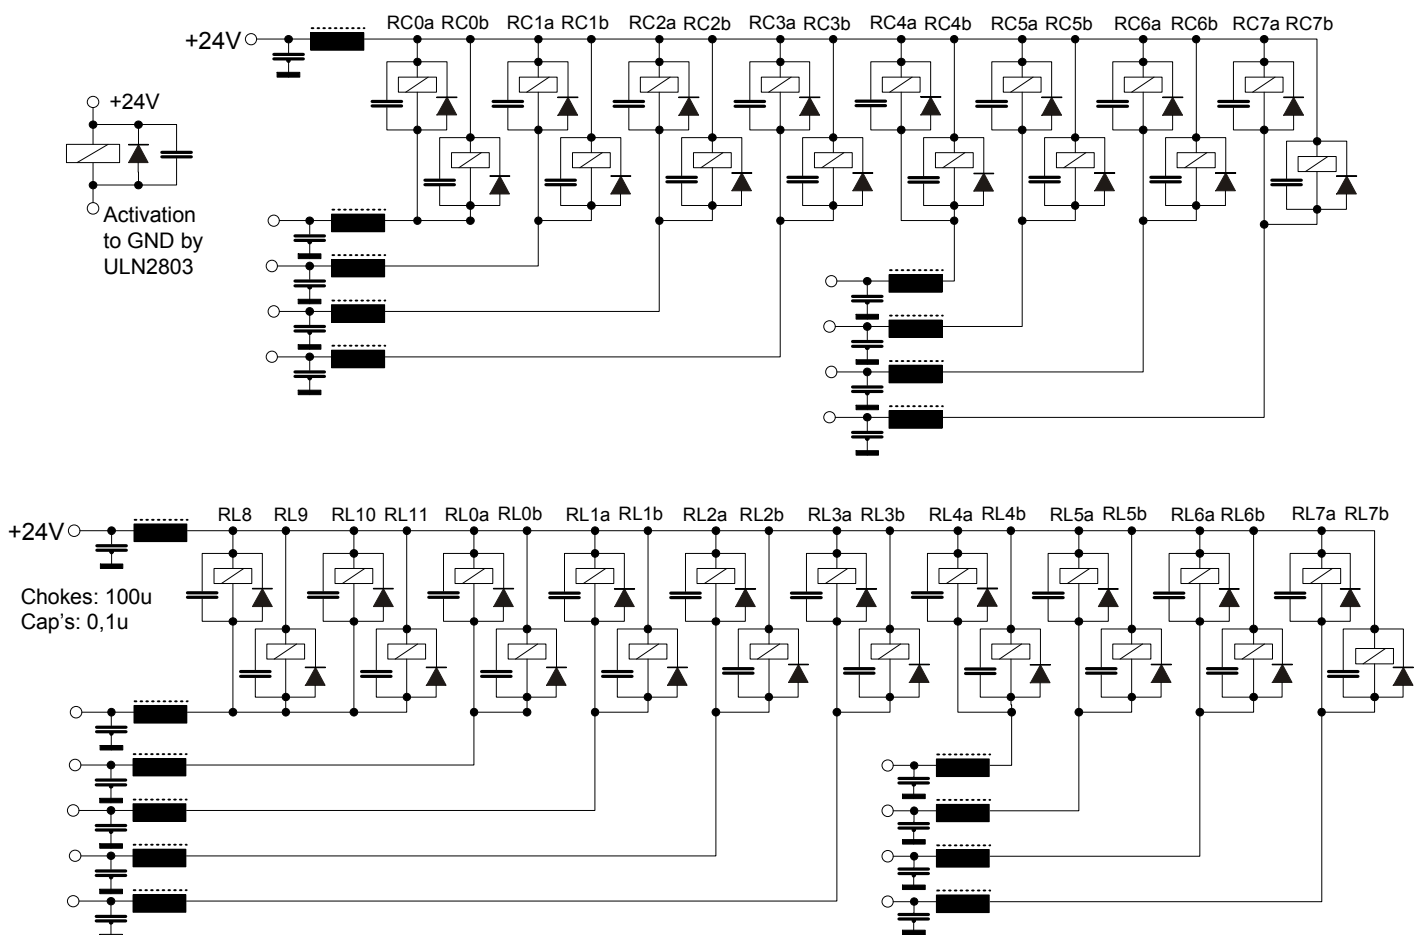 RC0a RC0b RC1a RC1b RC2a RC2b RC3a RC3b RC4a RC4b RC5a RC5b RC6a RC6b RC7a RC7b
+24V
+24V
Activation
to GND by
ULN2803
RL8 RL9 RL10 RL11 RL0a RL0b RL1a RL1b RL2a RL2b RL3a RL3b RL4a RL4b RL5a RL5b RL6a RL6b RL7a RL7b
+24V
Chokes: 100u
Cap's: 0,1u